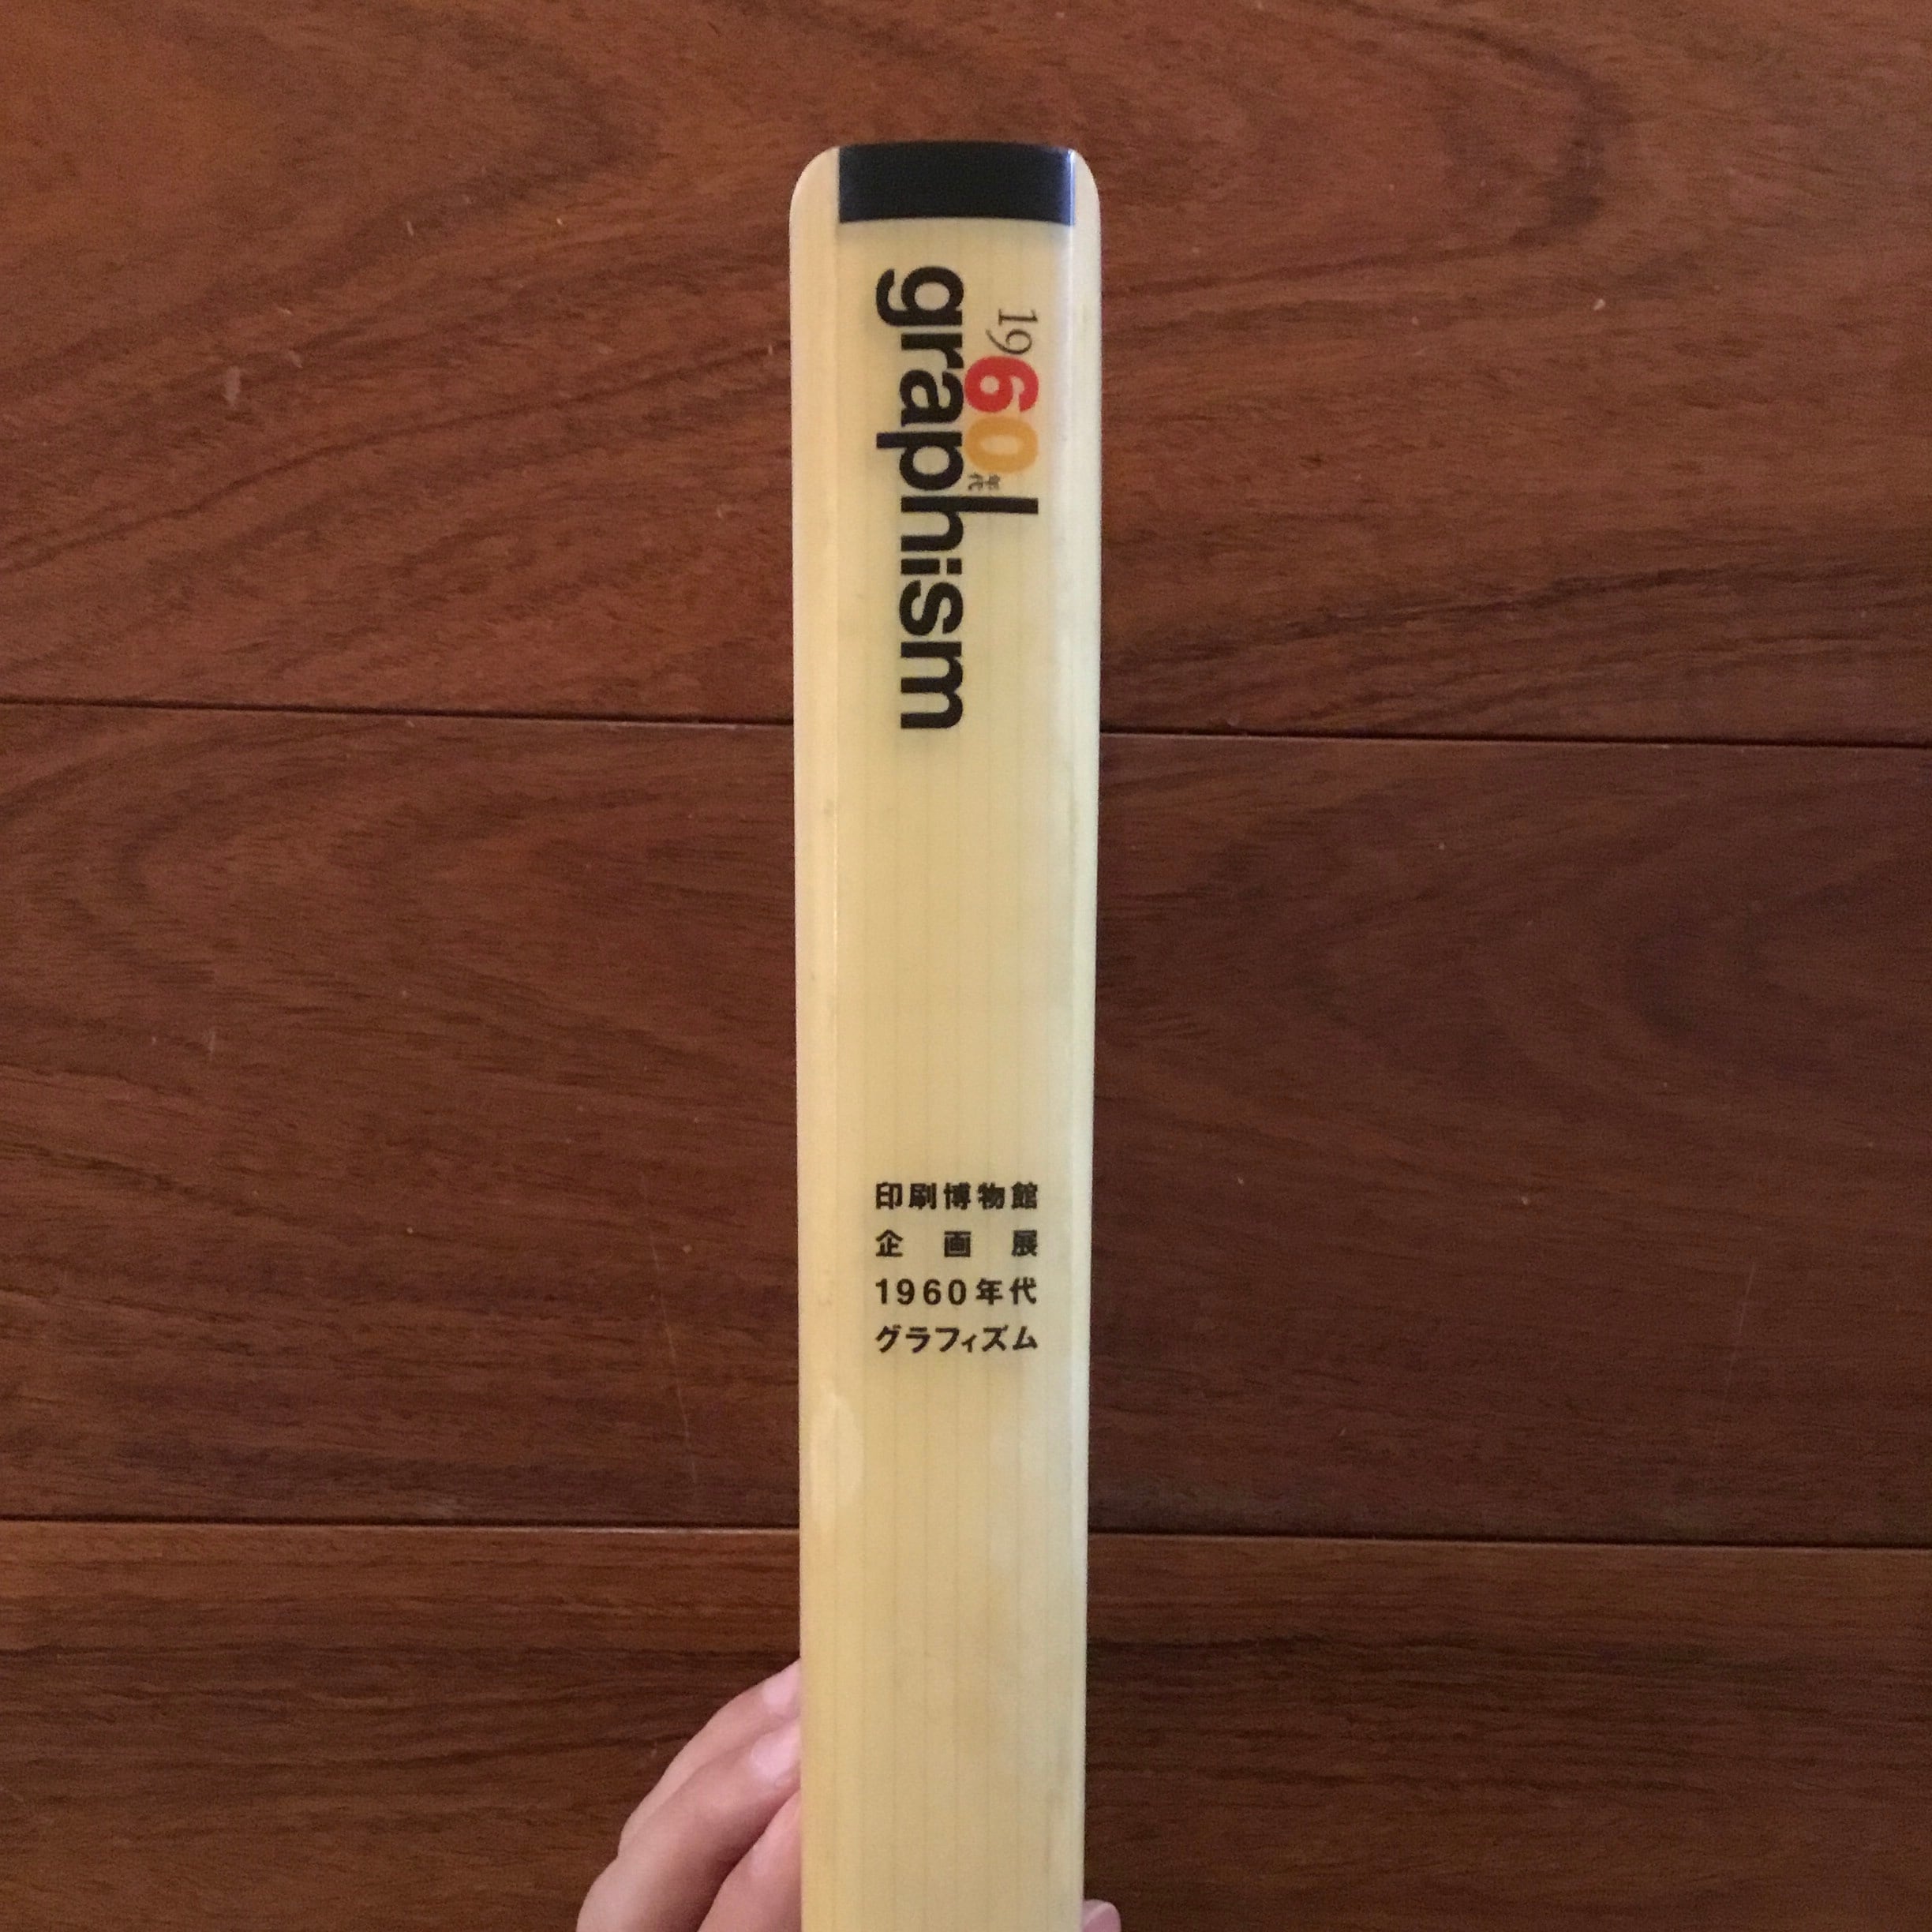 1960年代
graphism
印刷博物館
企画展
1960年代
グラフィズム